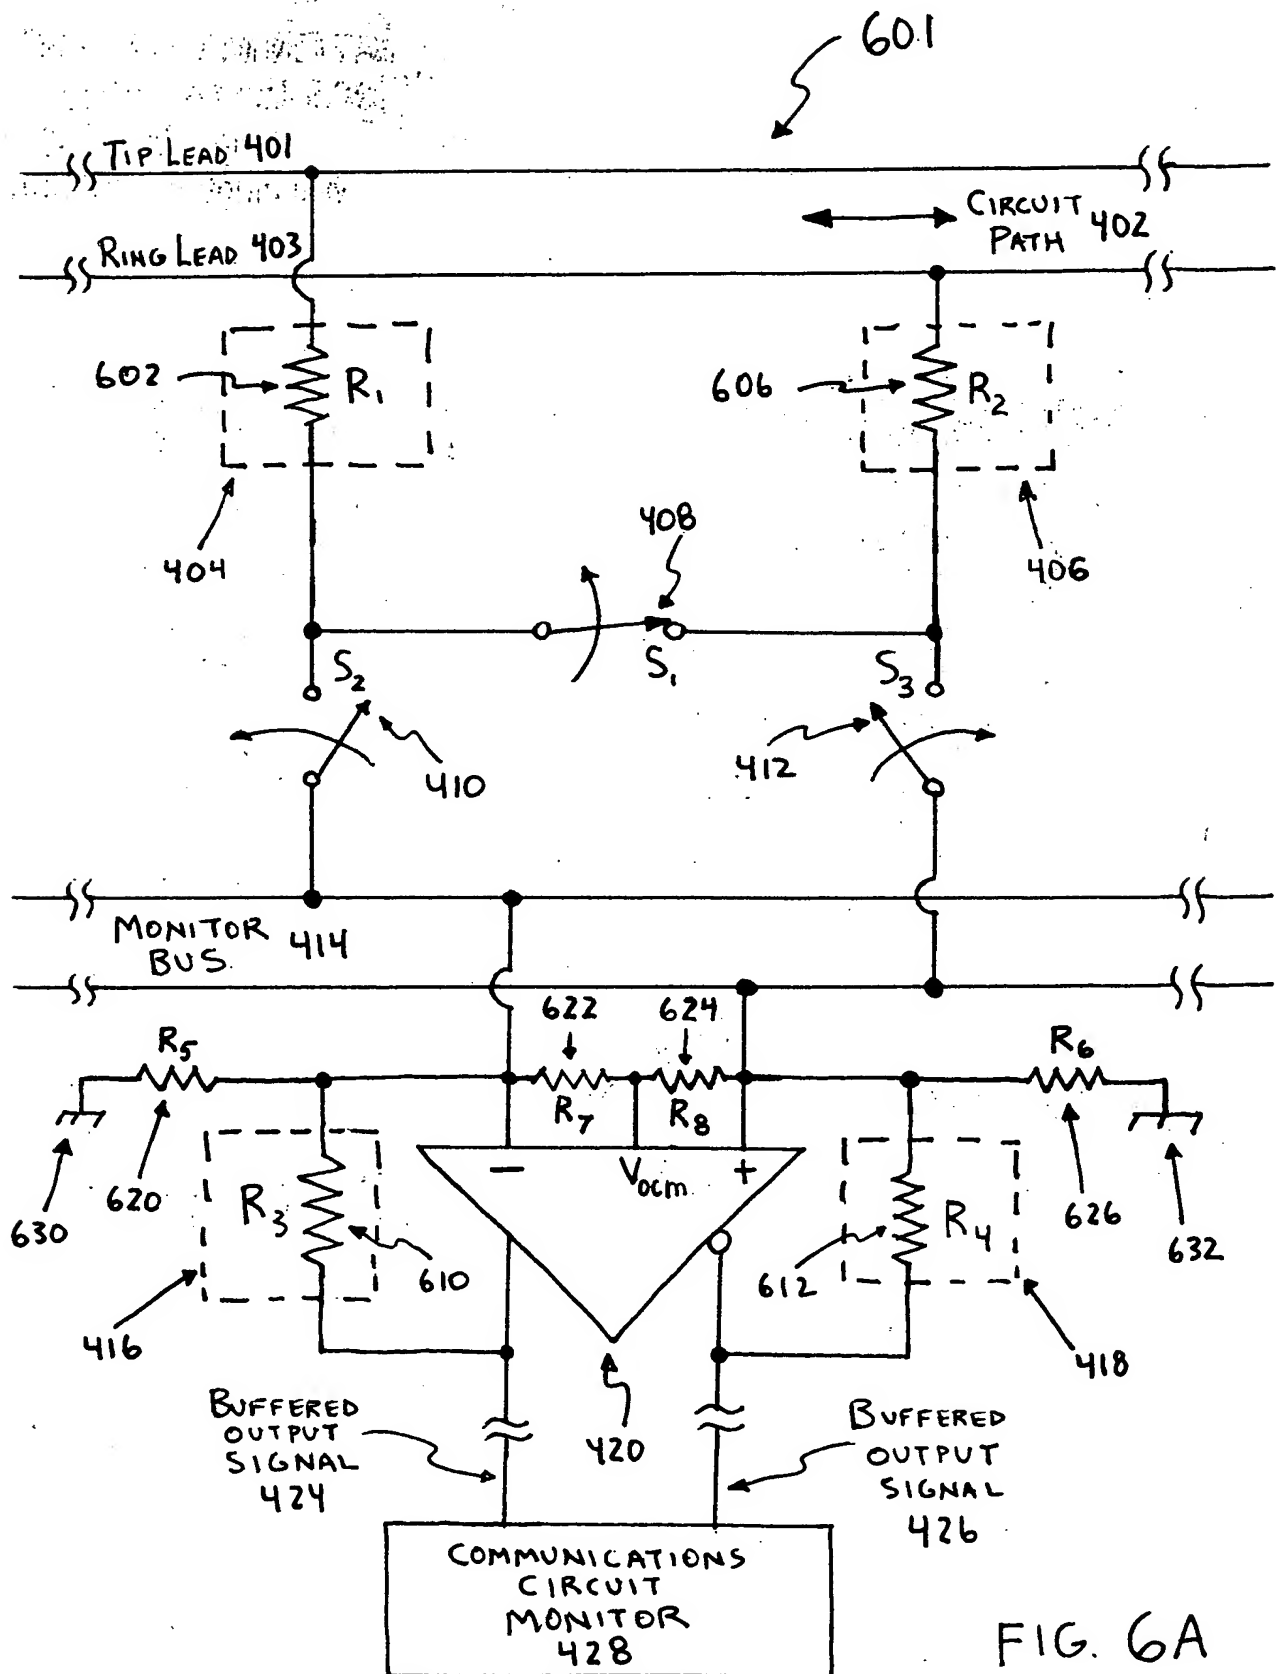 601
TIP LEAD 401
CIRCUIT
PATH 402
RING LEAD 403
602
R1
606
R2
404
408
406
S1
S2
S3
410
412
MONITOR
BUS 414
622
624
R5
R6
R7
R8
−
Vocm
+
630
620
R3
610
612
R4
626
632
416
418
BUFFERED
OUTPUT
SIGNAL
424
420
BUFFERED
OUTPUT
SIGNAL
426
COMMUNICATIONS
CIRCUIT
MONITOR
428
FIG. 6A